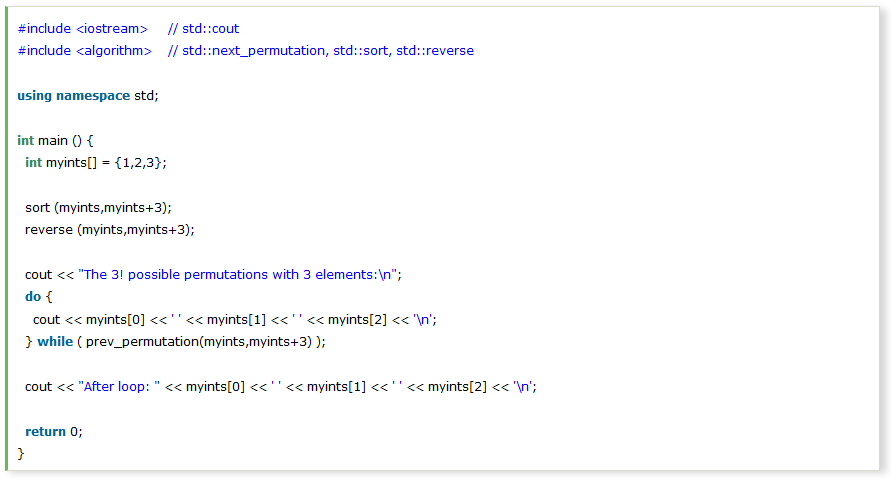 #include <iostream>     // std::cout
#include <algorithm>    // std::next_permutation, std::sort, std::reverse
using namespace std;
int main () {
  int myints[] = {1,2,3};
  sort (myints,myints+3);
  reverse (myints,myints+3);
  cout << "The 3! possible permutations with 3 elements:\n";
  do {
    cout << myints[0] << ' ' << myints[1] << ' ' << myints[2] << '\n';
  } while ( prev_permutation(myints,myints+3) );
  cout << "After loop: " << myints[0] << ' ' << myints[1] << ' ' << myints[2] << '\n';
  return 0;
}